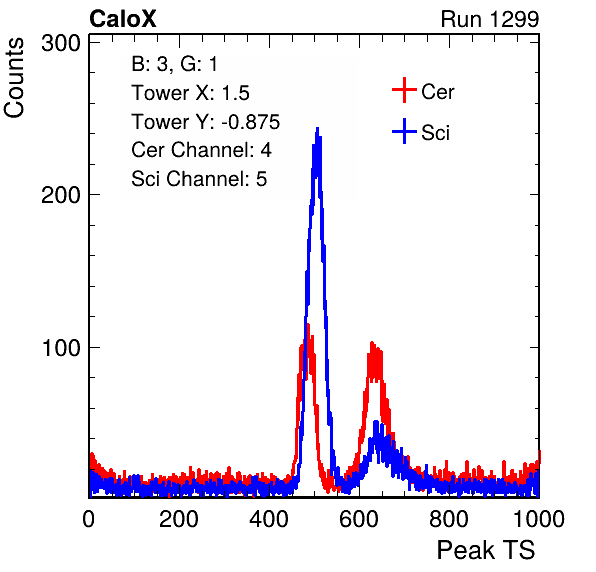 CaloX Run 1299
Counts
300
200
100
B: 3, G: 1
Tower X: 1.5
Tower Y: -0.875
Cer Channel: 4
Sci Channel: 5
Cer
Sci
0 200 400 600 800 1000
Peak TS